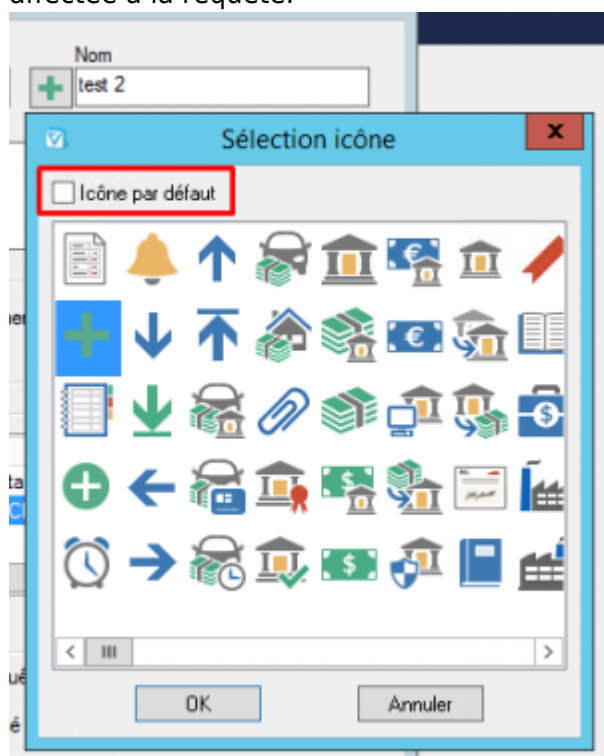 Nom
test 2
Sélection icône
Icône par défaut
OK
Annuler